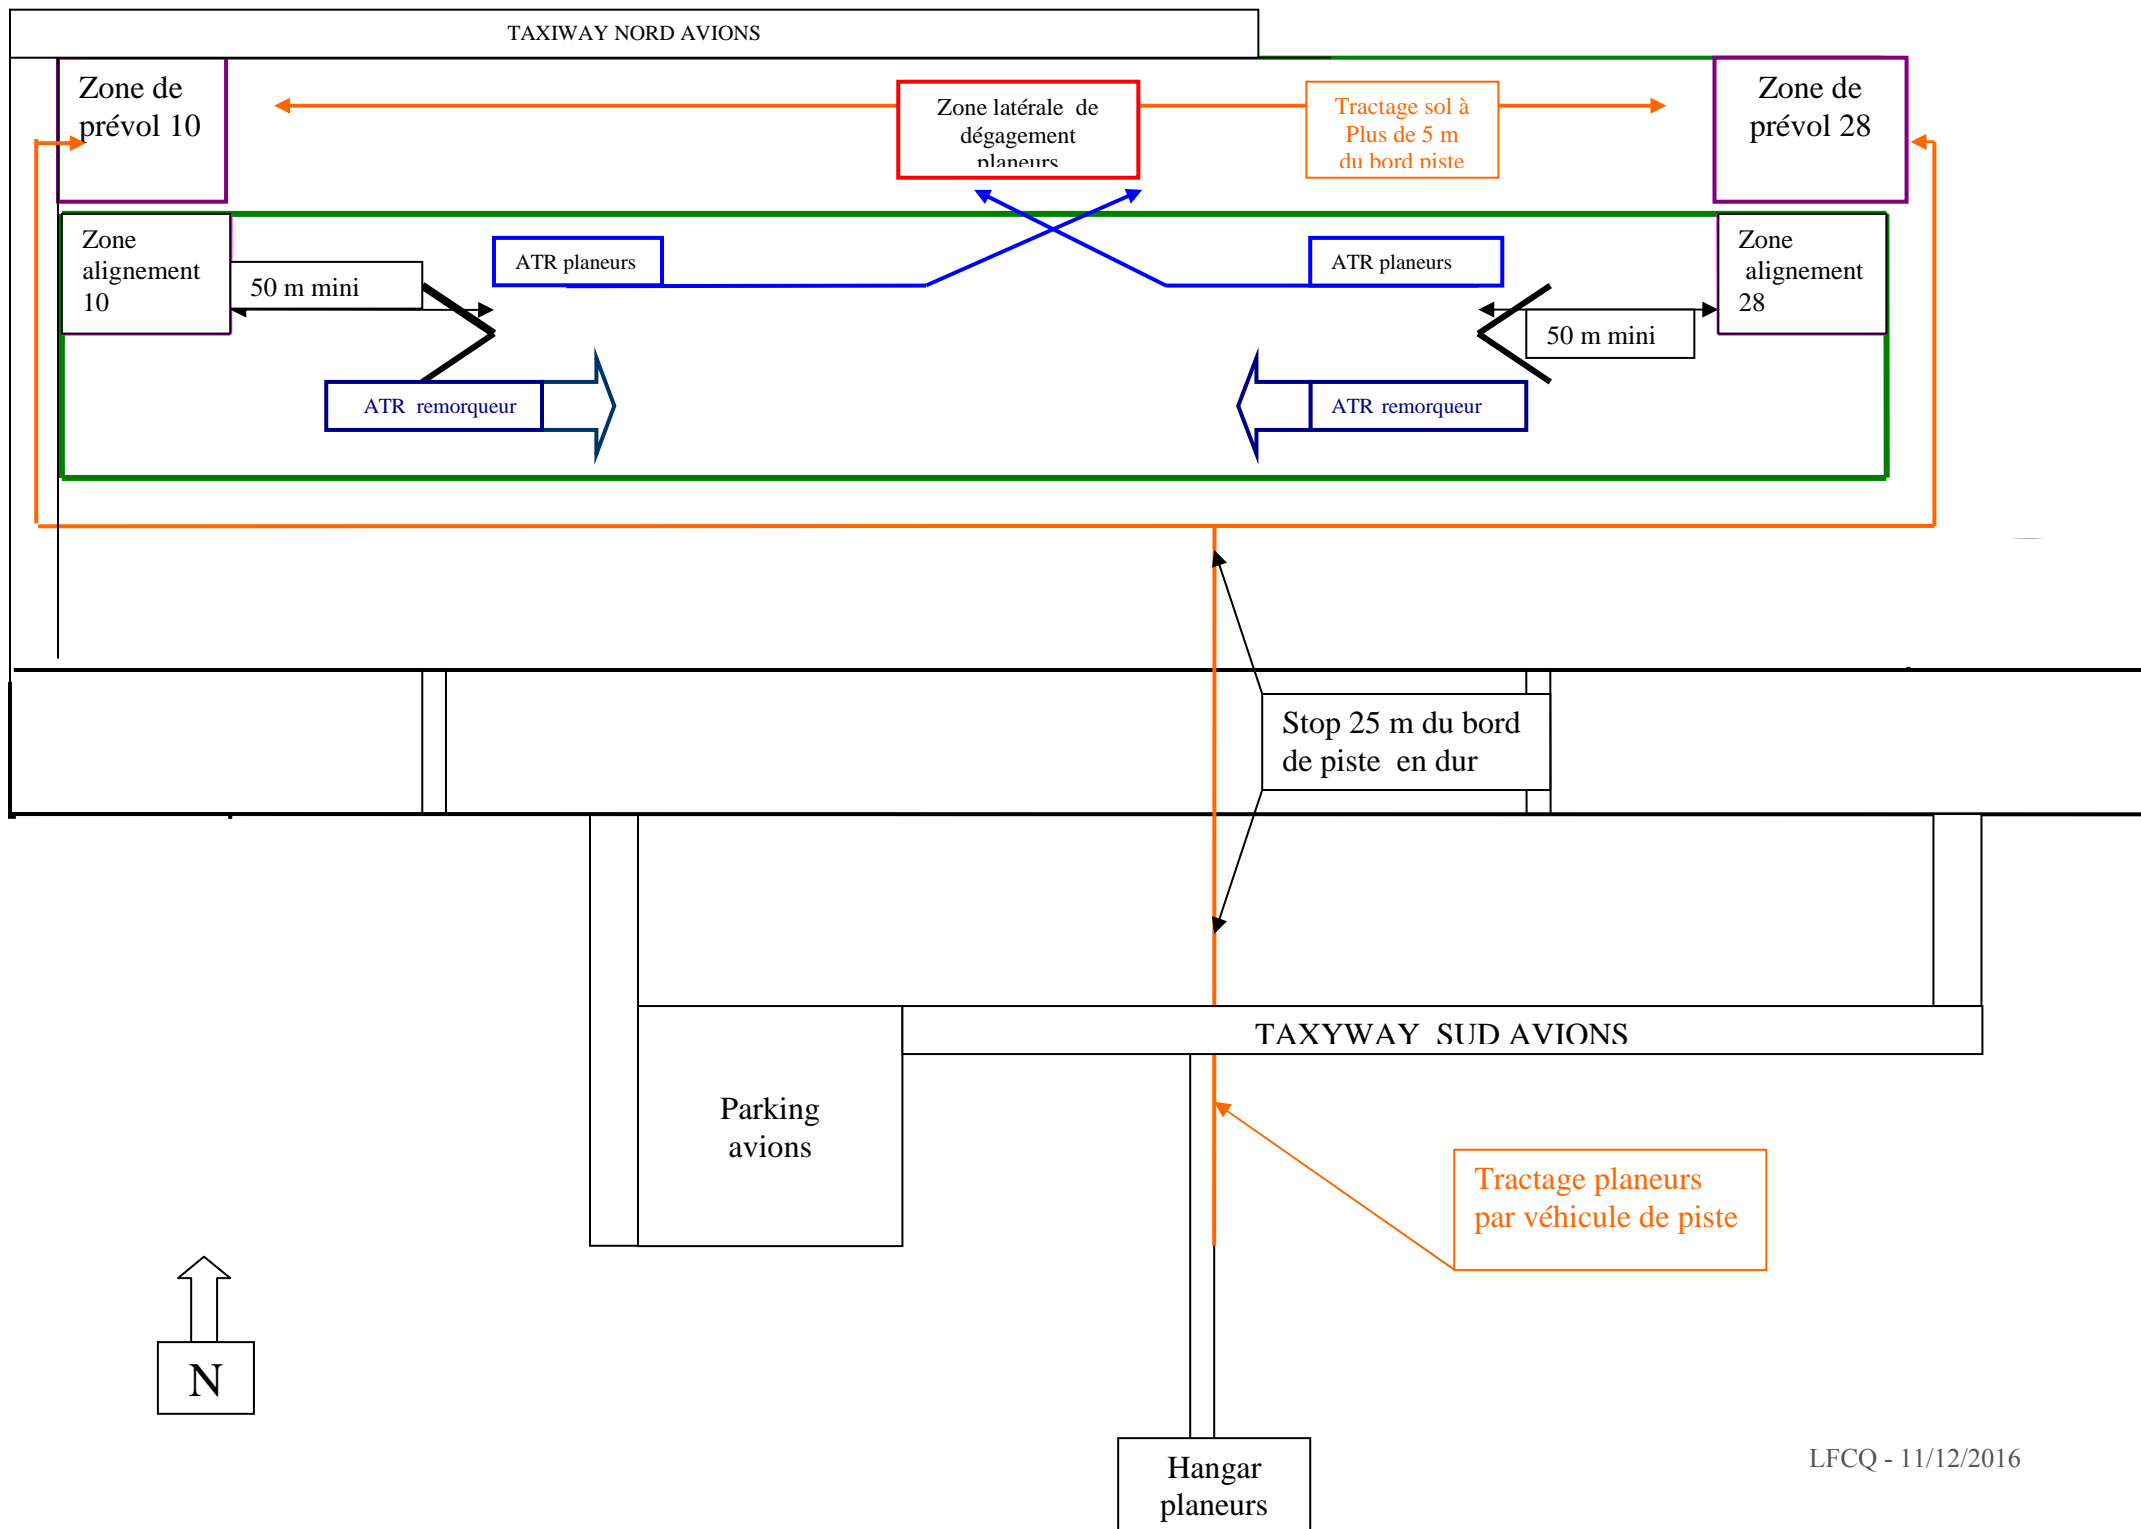 TAXIWAY NORD AVIONS
Zone de
prévol 10
Zone latérale de
dégagement
planeurs
Tractage sol à
Plus de 5 m
du bord piste
Zone de
prévol 28
Zone
alignement
10
50 m mini
ATR planeurs
ATR planeurs
Zone
alignement
28
50 m mini
ATR remorqueur
ATR remorqueur
Stop 25 m du bord
de piste en dur
TAXYWAY SUD AVIONS
Parking
avions
Tractage planeurs
par véhicule de piste
N
Hangar
planeurs
LFCQ - 11/12/2016